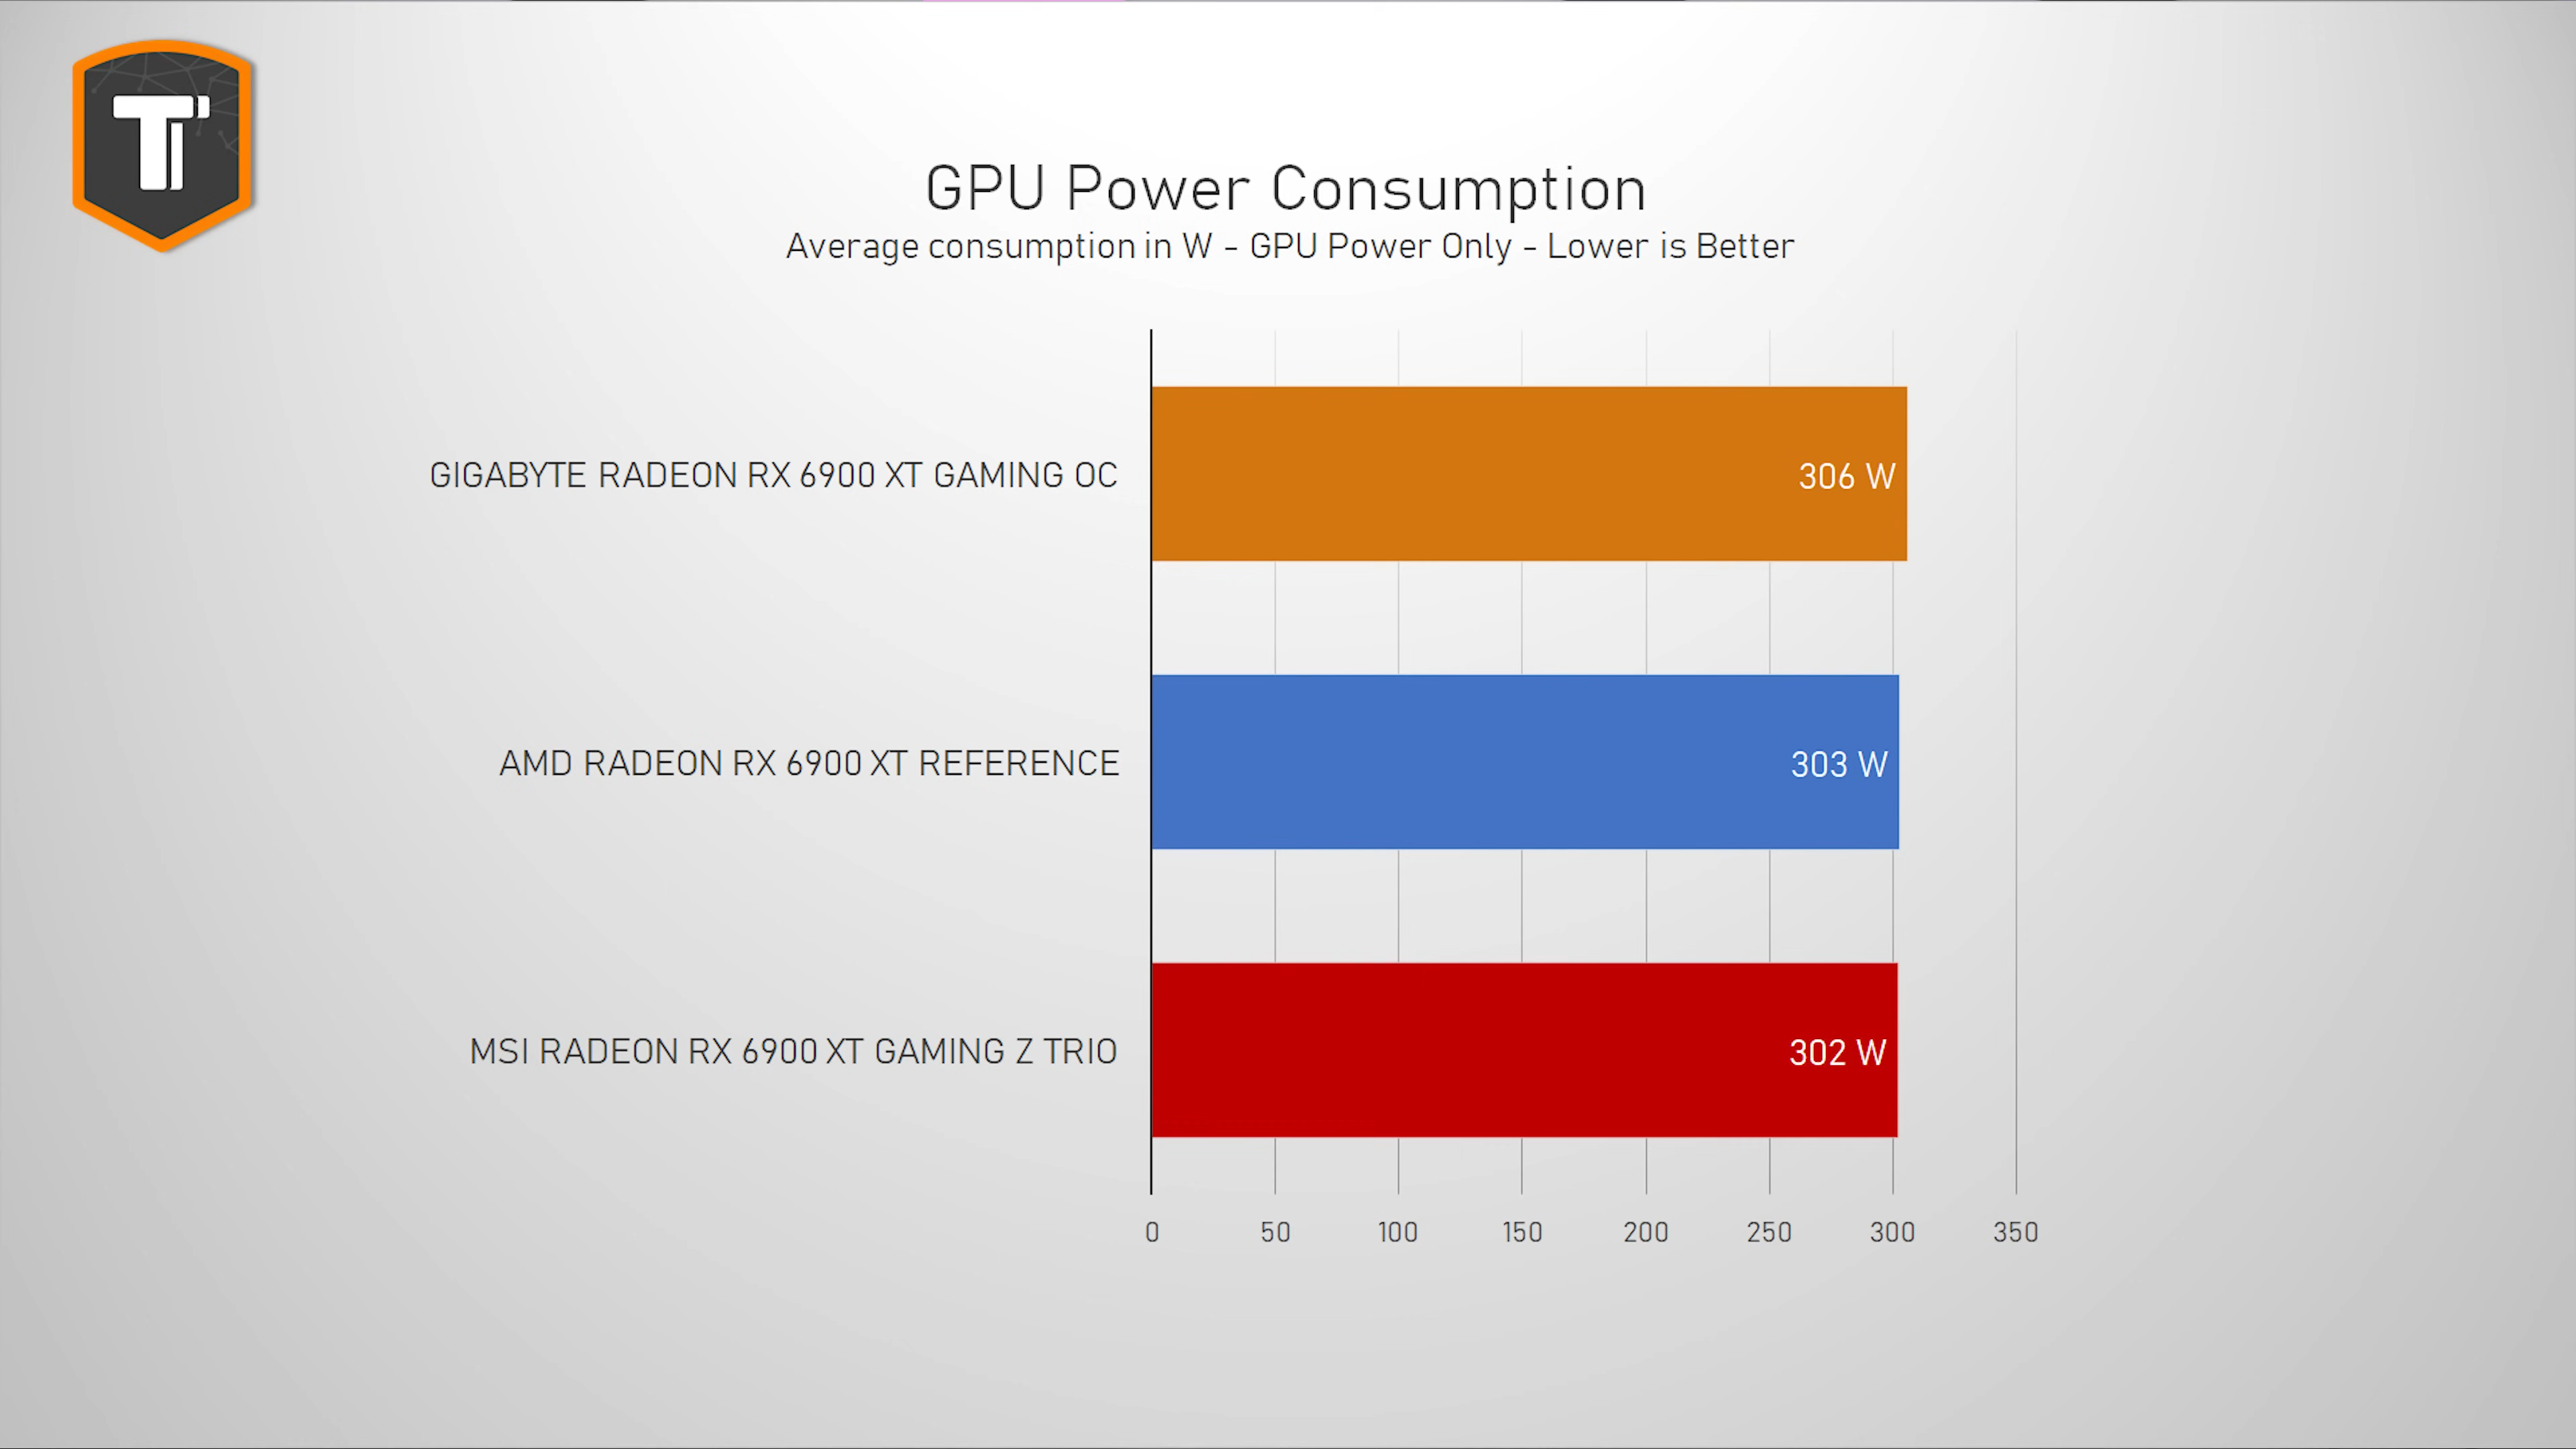 GPU Power Consumption
Average consumption in W - GPU Power Only - Lower is Better
GIGABYTE RADEON RX 6900 XT GAMING OC
306 W
AMD RADEON RX 6900 XT REFERENCE
303 W
MSI RADEON RX 6900 XT GAMING Z TRIO
302 W
0 50 100 150 200 250 300 350